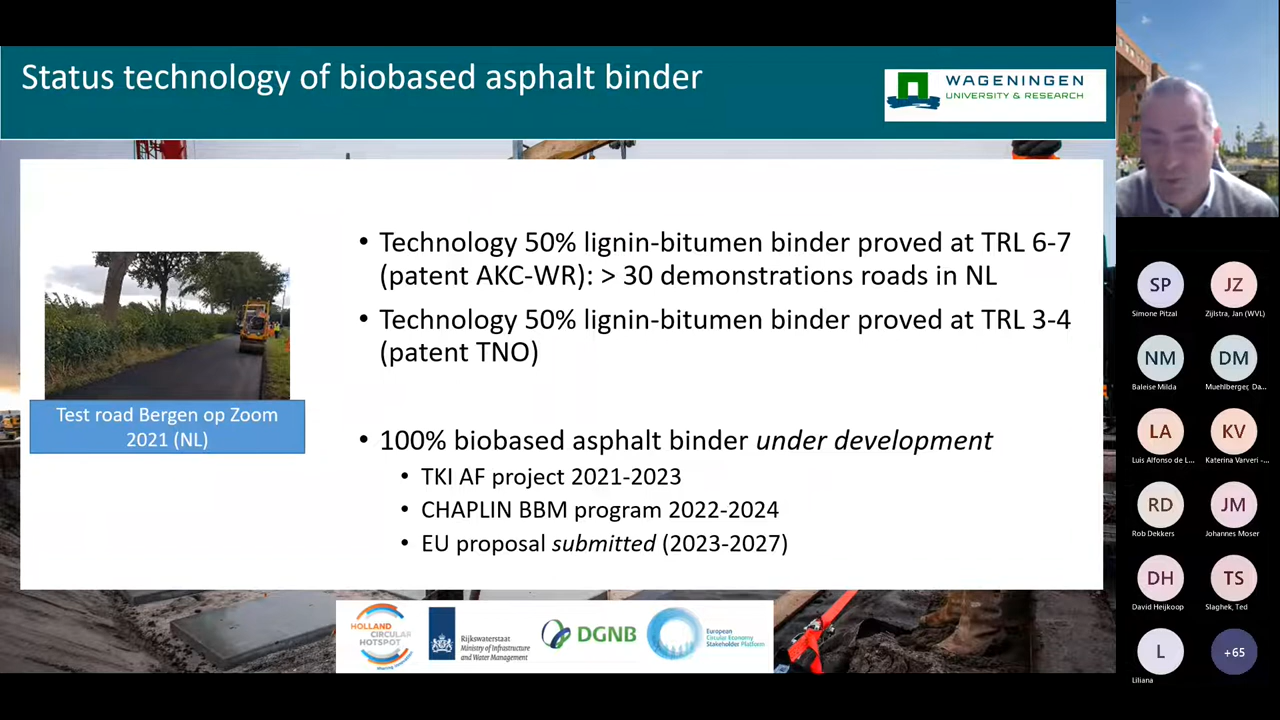 Status technology of biobased asphalt binder
WAGENINGEN
UNIVERSITY & RESEARCH
• Technology 50% lignin-bitumen binder proved at TRL 6-7
(patent AKC-WR): > 30 demonstrations roads in NL
• Technology 50% lignin-bitumen binder proved at TRL 3-4
(patent TNO)
Test road Bergen op Zoom
2021 (NL)
• 100% biobased asphalt binder under development
• TKI AF project 2021-2023
• CHAPLIN BBM program 2022-2024
• EU proposal submitted (2023-2027)
HOLLAND
CIRCULAR
HOTSPOT
Rijkswaterstaat
Ministry of Infrastructure
and Water Management
DGNB
European
Circular Economy
Stakeholder Platform
SP
Simone Pitzal
JZ
Zijlstra, Jan (WVL)
NM
Baleise Milda
DM
Muehlberger, Da...
LA
Luis Alfonso de L...
KV
Katerina Varveri -...
RD
Rob Dekkers
JM
Johannes Moser
DH
David Heijkoop
TS
Slaghek, Ted
L
Liliana
+65